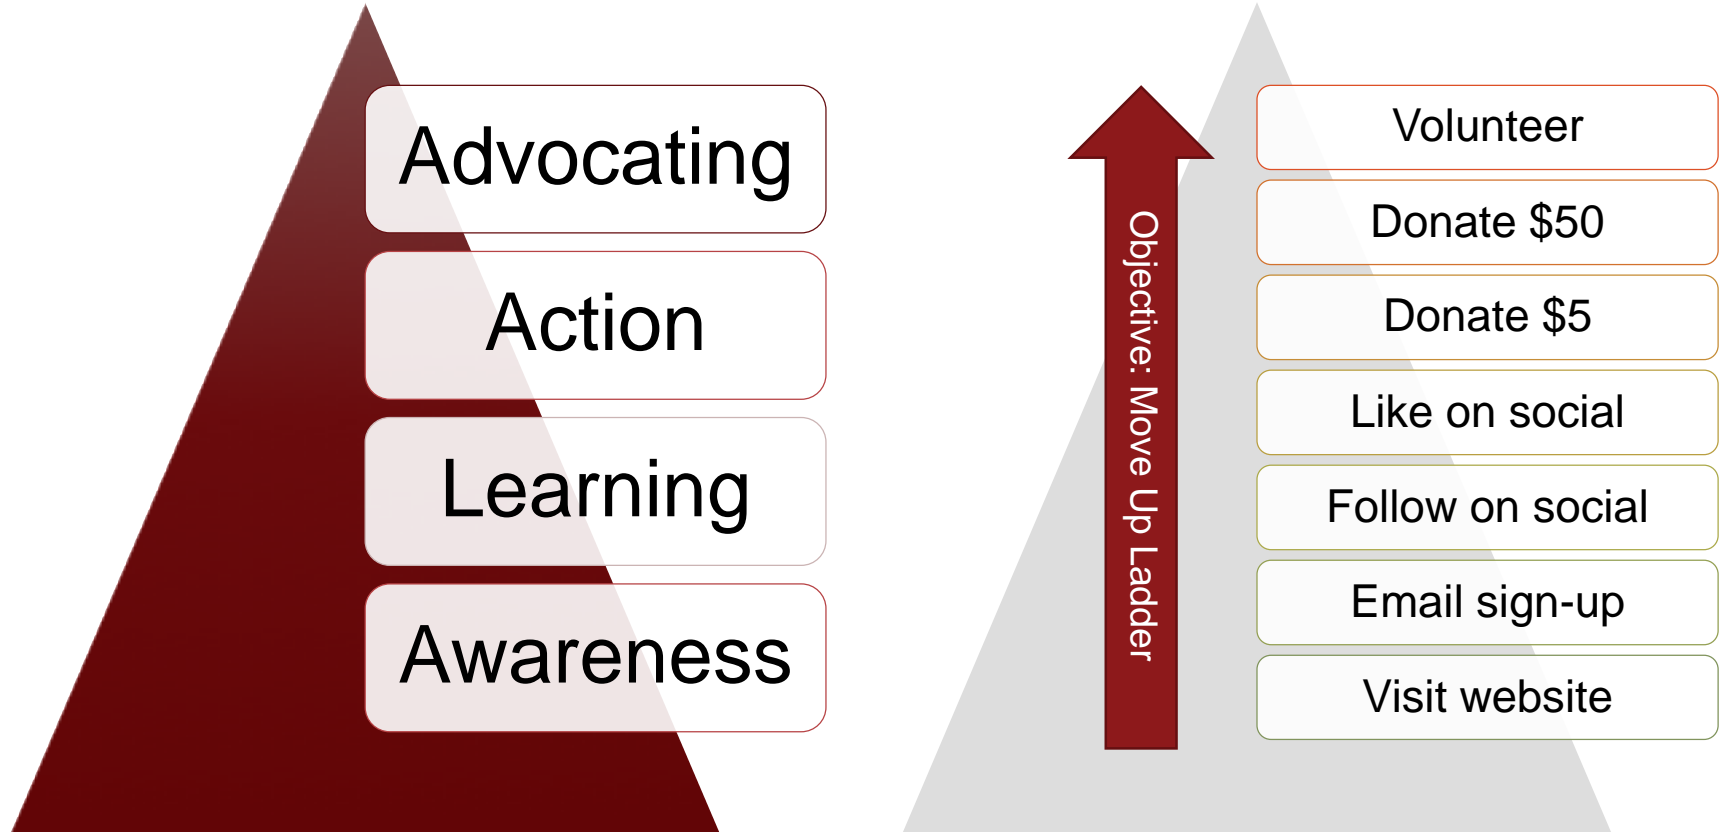 Advocating
Action
Learning
Awareness
Objective: Move Up Ladder
Volunteer
Donate $50
Donate $5
Like on social
Follow on social
Email sign-up
Visit website